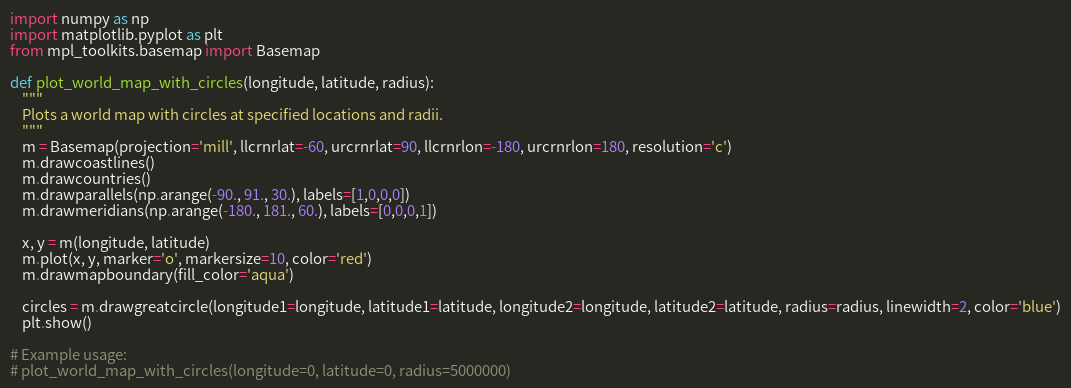 import numpy as np
import matplotlib.pyplot as plt
from mpl_toolkits.basemap import Basemap
def plot_world_map_with_circles(longitude, latitude, radius):
"""
Plots a world map with circles at specified locations and radii.
"""
m = Basemap(projection='mill', llcrnrlat=-60, urcrnrlat=90, llcrnrlon=-180, urcrnrlon=180, resolution='c')
m.drawcoastlines()
m.drawcountries()
m.drawparallels(np.arange(-90., 91., 30.), labels=[1,0,0,0])
m.drawmeridians(np.arange(-180., 181., 60.), labels=[0,0,0,1])
x, y = m(longitude, latitude)
m.plot(x, y, marker='o', markersize=10, color='red')
m.drawmapboundary(fill_color='aqua')
circles = m.drawgreatcircle(longitude1=longitude, latitude1=latitude, longitude2=longitude, latitude2=latitude, radius=radius, linewidth=2, color='blue')
plt.show()
# Example usage:
# plot_world_map_with_circles(longitude=0, latitude=0, radius=5000000)